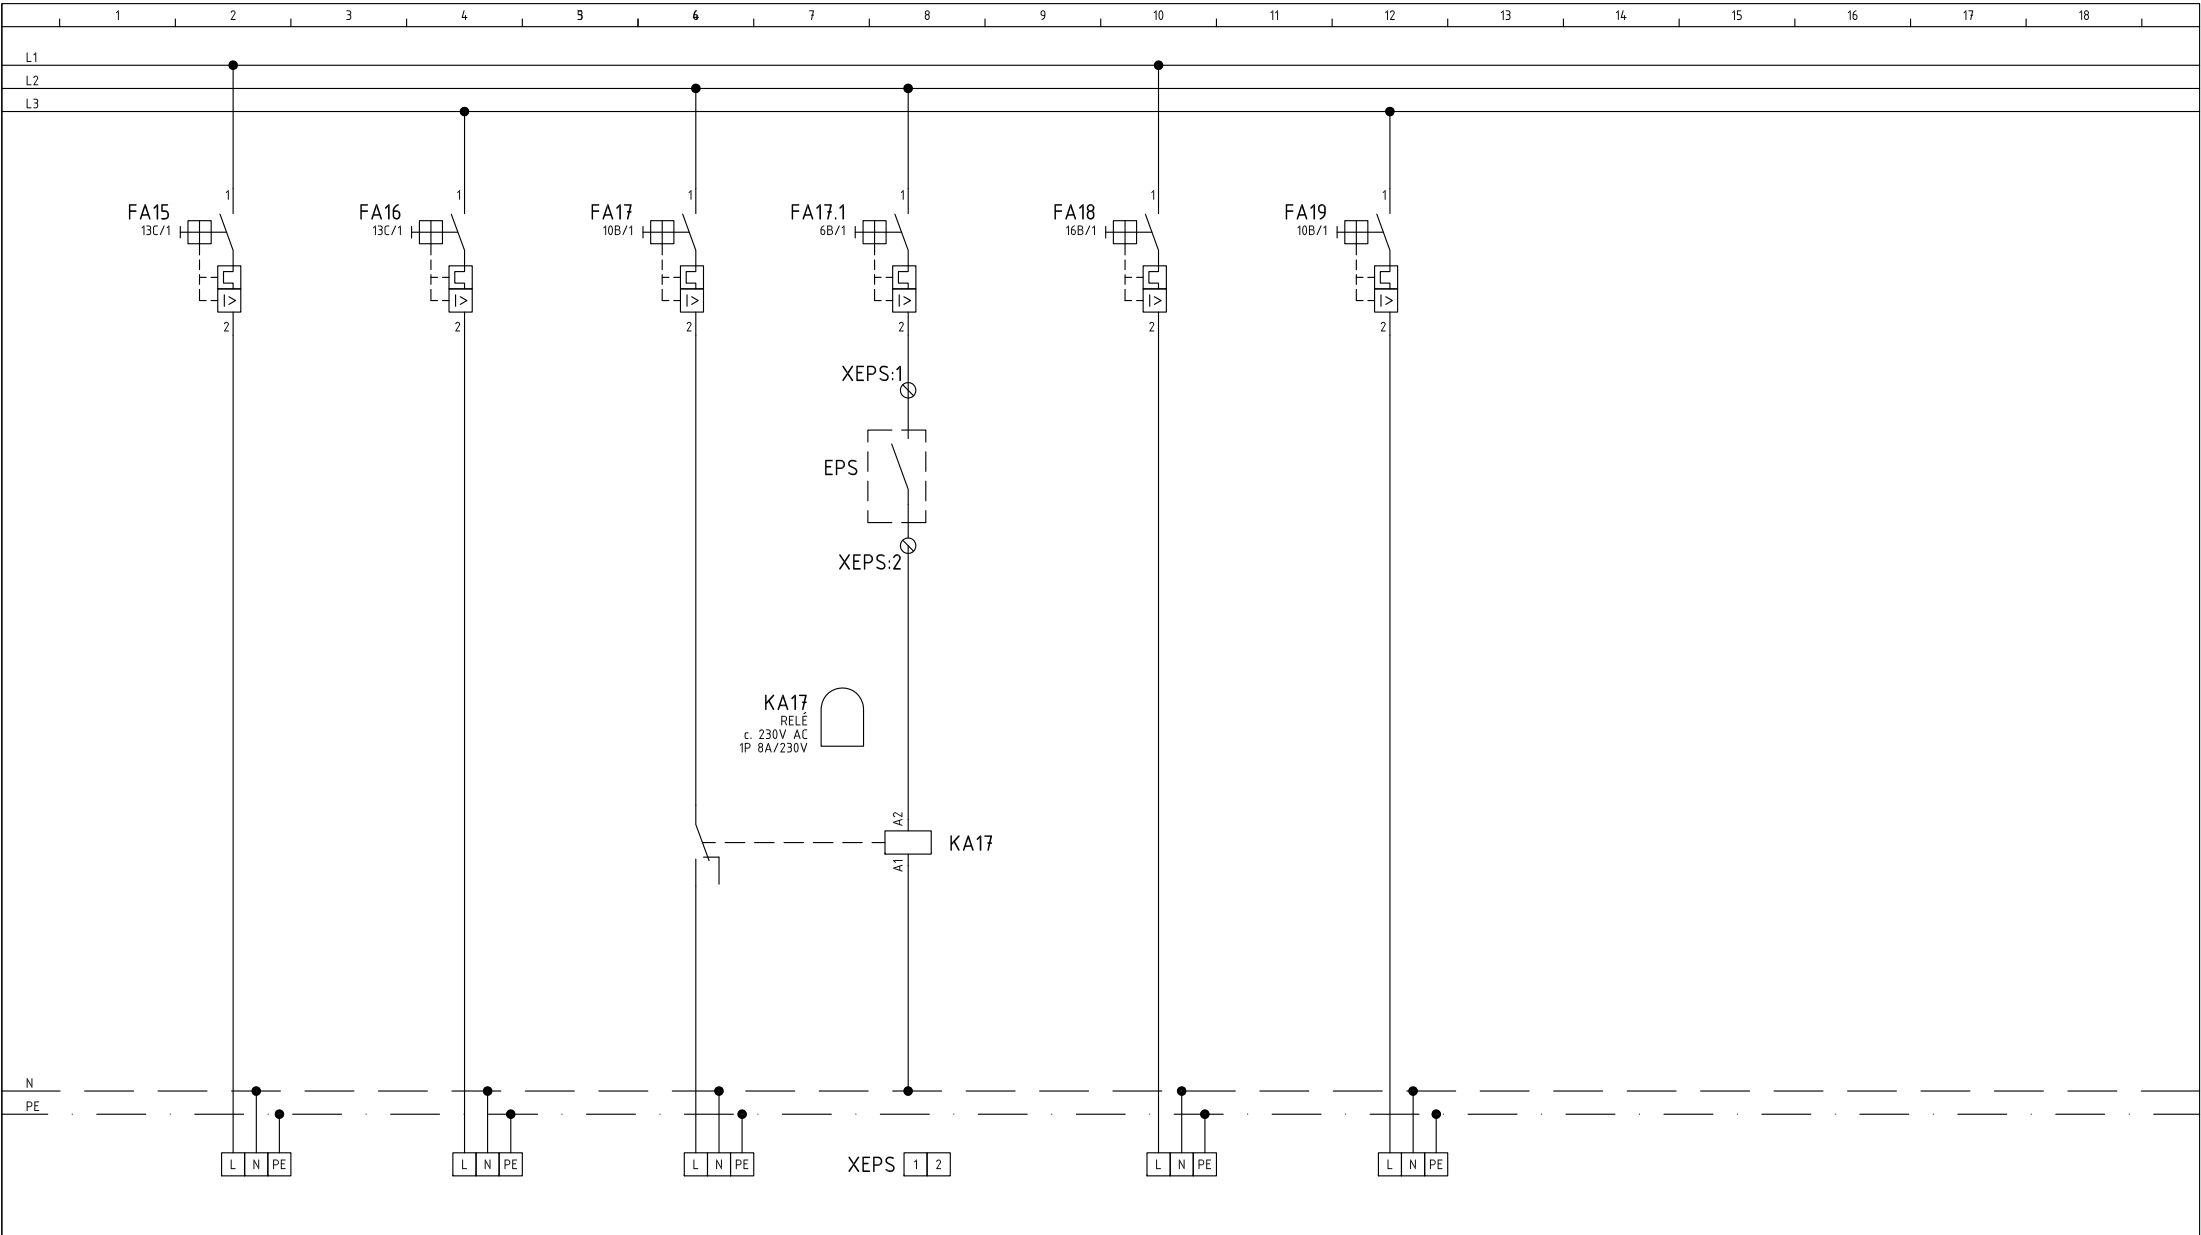 1 2 3 4 5 6 7 8 9 10 11 12 13 14 15 16 17 18
L1
L2
L3
1 1 1 1 1 1
FA15 FA16 FA17 FA17.1 FA18 FA19
13C/1 13C/1 10B/1 6B/1 16B/1 10B/1
I> I> I> I> I> I>
2 2 2 2 2 2
XEPS:1
EPS
XEPS:2
KA17
RELÉ
c. 230V AC
1P 8A/230V
A2
KA17
A1
N
PE
L N PE L N PE L N PE XEPS 1 2 L N PE L N PE